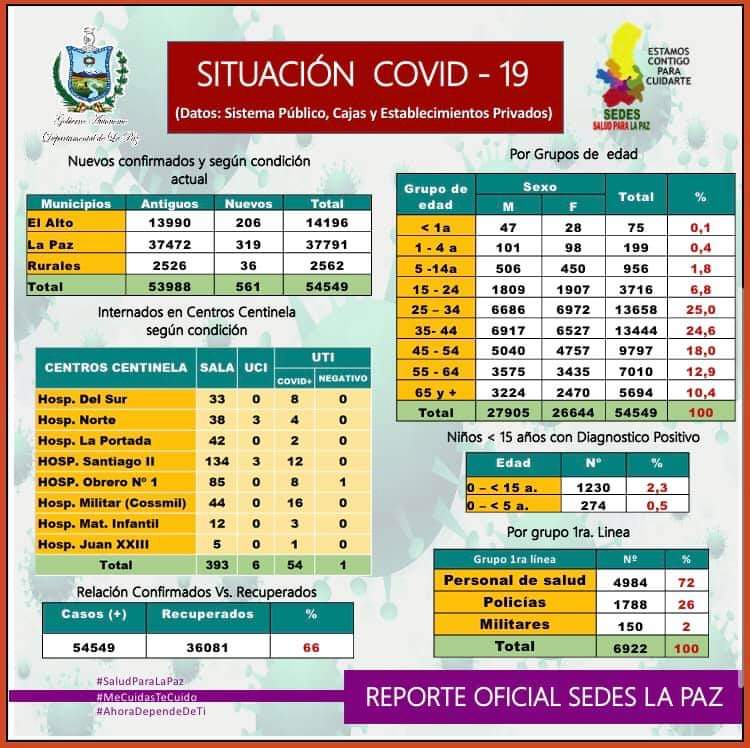 SITUACIÓN COVID - 19
(Datos: Sistema Público, Cajas y Establecimientos Privados)
Gobierno Autónomo
Departamental de La Paz
ESTAMOS
CONTIGO
PARA
CUIDARTE
SEDES
SALUD PARA LA PAZ
Nuevos confirmados y según condición
actual
Municipios Antiguos Nuevos Total
El Alto 13990 206 14196
La Paz 37472 319 37791
Rurales 2526 36 2562
Total 53988 561 54549
Internados en Centros Centinela
según condición
CENTROS CENTINELA SALA UCI UTI
COVID+ NEGATIVO
Hosp. Del Sur 33 0 8 0
Hosp. Norte 38 3 4 0
Hosp. La Portada 42 0 2 0
HOSP. Santiago II 134 3 12 0
HOSP. Obrero Nº 1 85 0 8 1
Hosp. Militar (Cossmil) 44 0 16 0
Hosp. Mat. Infantil 12 0 3 0
Hosp. Juan XXIII 5 0 1 0
Total 393 6 54 1
Relación Confirmados Vs. Recuperados
Casos (+) Recuperados %
54549 36081 66
Por Grupos de edad
Grupo de edad Sexo Total %
M F
< 1a 47 28 75 0,1
1 - 4 a 101 98 199 0,4
5 -14a 506 450 956 1,8
15 - 24 1809 1907 3716 6,8
25 – 34 6686 6972 13658 25,0
35- 44 6917 6527 13444 24,6
45 - 54 5040 4757 9797 18,0
55 - 64 3575 3435 7010 12,9
65 y + 3224 2470 5694 10,4
Total 27905 26644 54549 100
Niños < 15 años con Diagnostico Positivo
Edad Nº %
0 – < 15 a. 1230 2,3
0 – < 5 a. 274 0,5
Por grupo 1ra. Linea
Grupo 1ra línea Nº %
Personal de salud 4984 72
Policías 1788 26
Militares 150 2
Total 6922 100
#SaludParaLaPaz
#MeCuidasTeCuido
#AhoraDependeDeTi
REPORTE OFICIAL SEDES LA PAZ